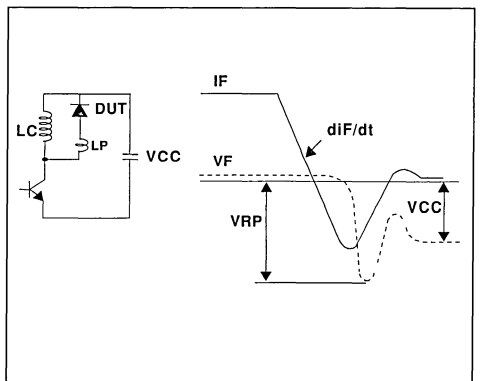 IF
DUT
diF/dt
LC
LP
VCC
VF
VRP
VCC